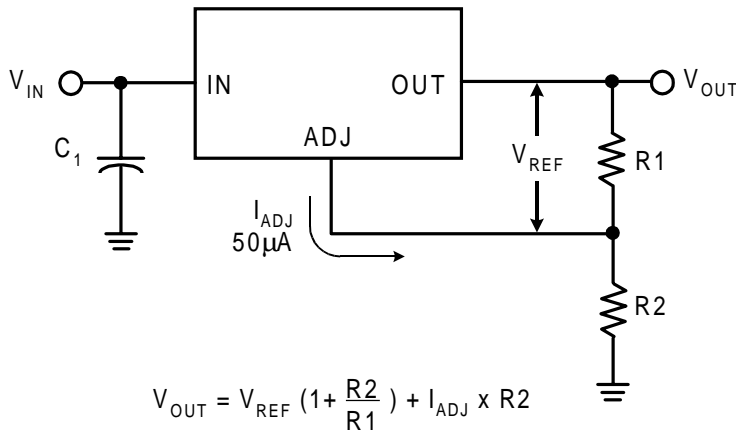 V_IN
IN
OUT
V_OUT
ADJ
C_1
V_REF
R1
I_ADJ
50µA
R2
V_OUT = V_REF (1+ R2/R1) + I_ADJ x R2